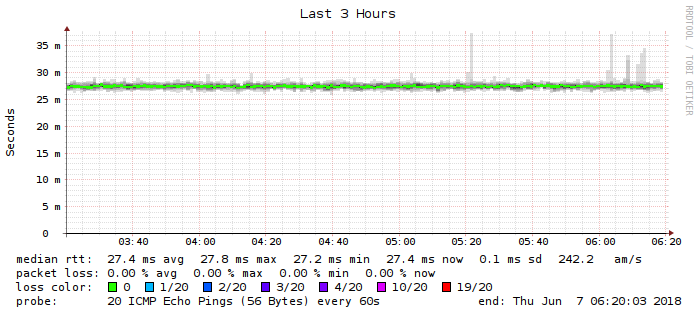 Last 3 Hours
RRDTOOL / TOBI OETIKER
Seconds
35 m
30 m
25 m
20 m
15 m
10 m
5 m
0
03:40 04:00 04:20 04:40 05:00 05:20 05:40 06:00 06:20
median rtt: 27.4 ms avg 27.8 ms max 27.2 ms min 27.4 ms now 0.1 ms sd 242.2 am/s
packet loss: 0.00 % avg 0.00 % max 0.00 % min 0.00 % now
loss color: 0 1/20 2/20 3/20 4/20 10/20 19/20
probe: 20 ICMP Echo Pings (56 Bytes) every 60s end: Thu Jun 7 06:20:03 2018